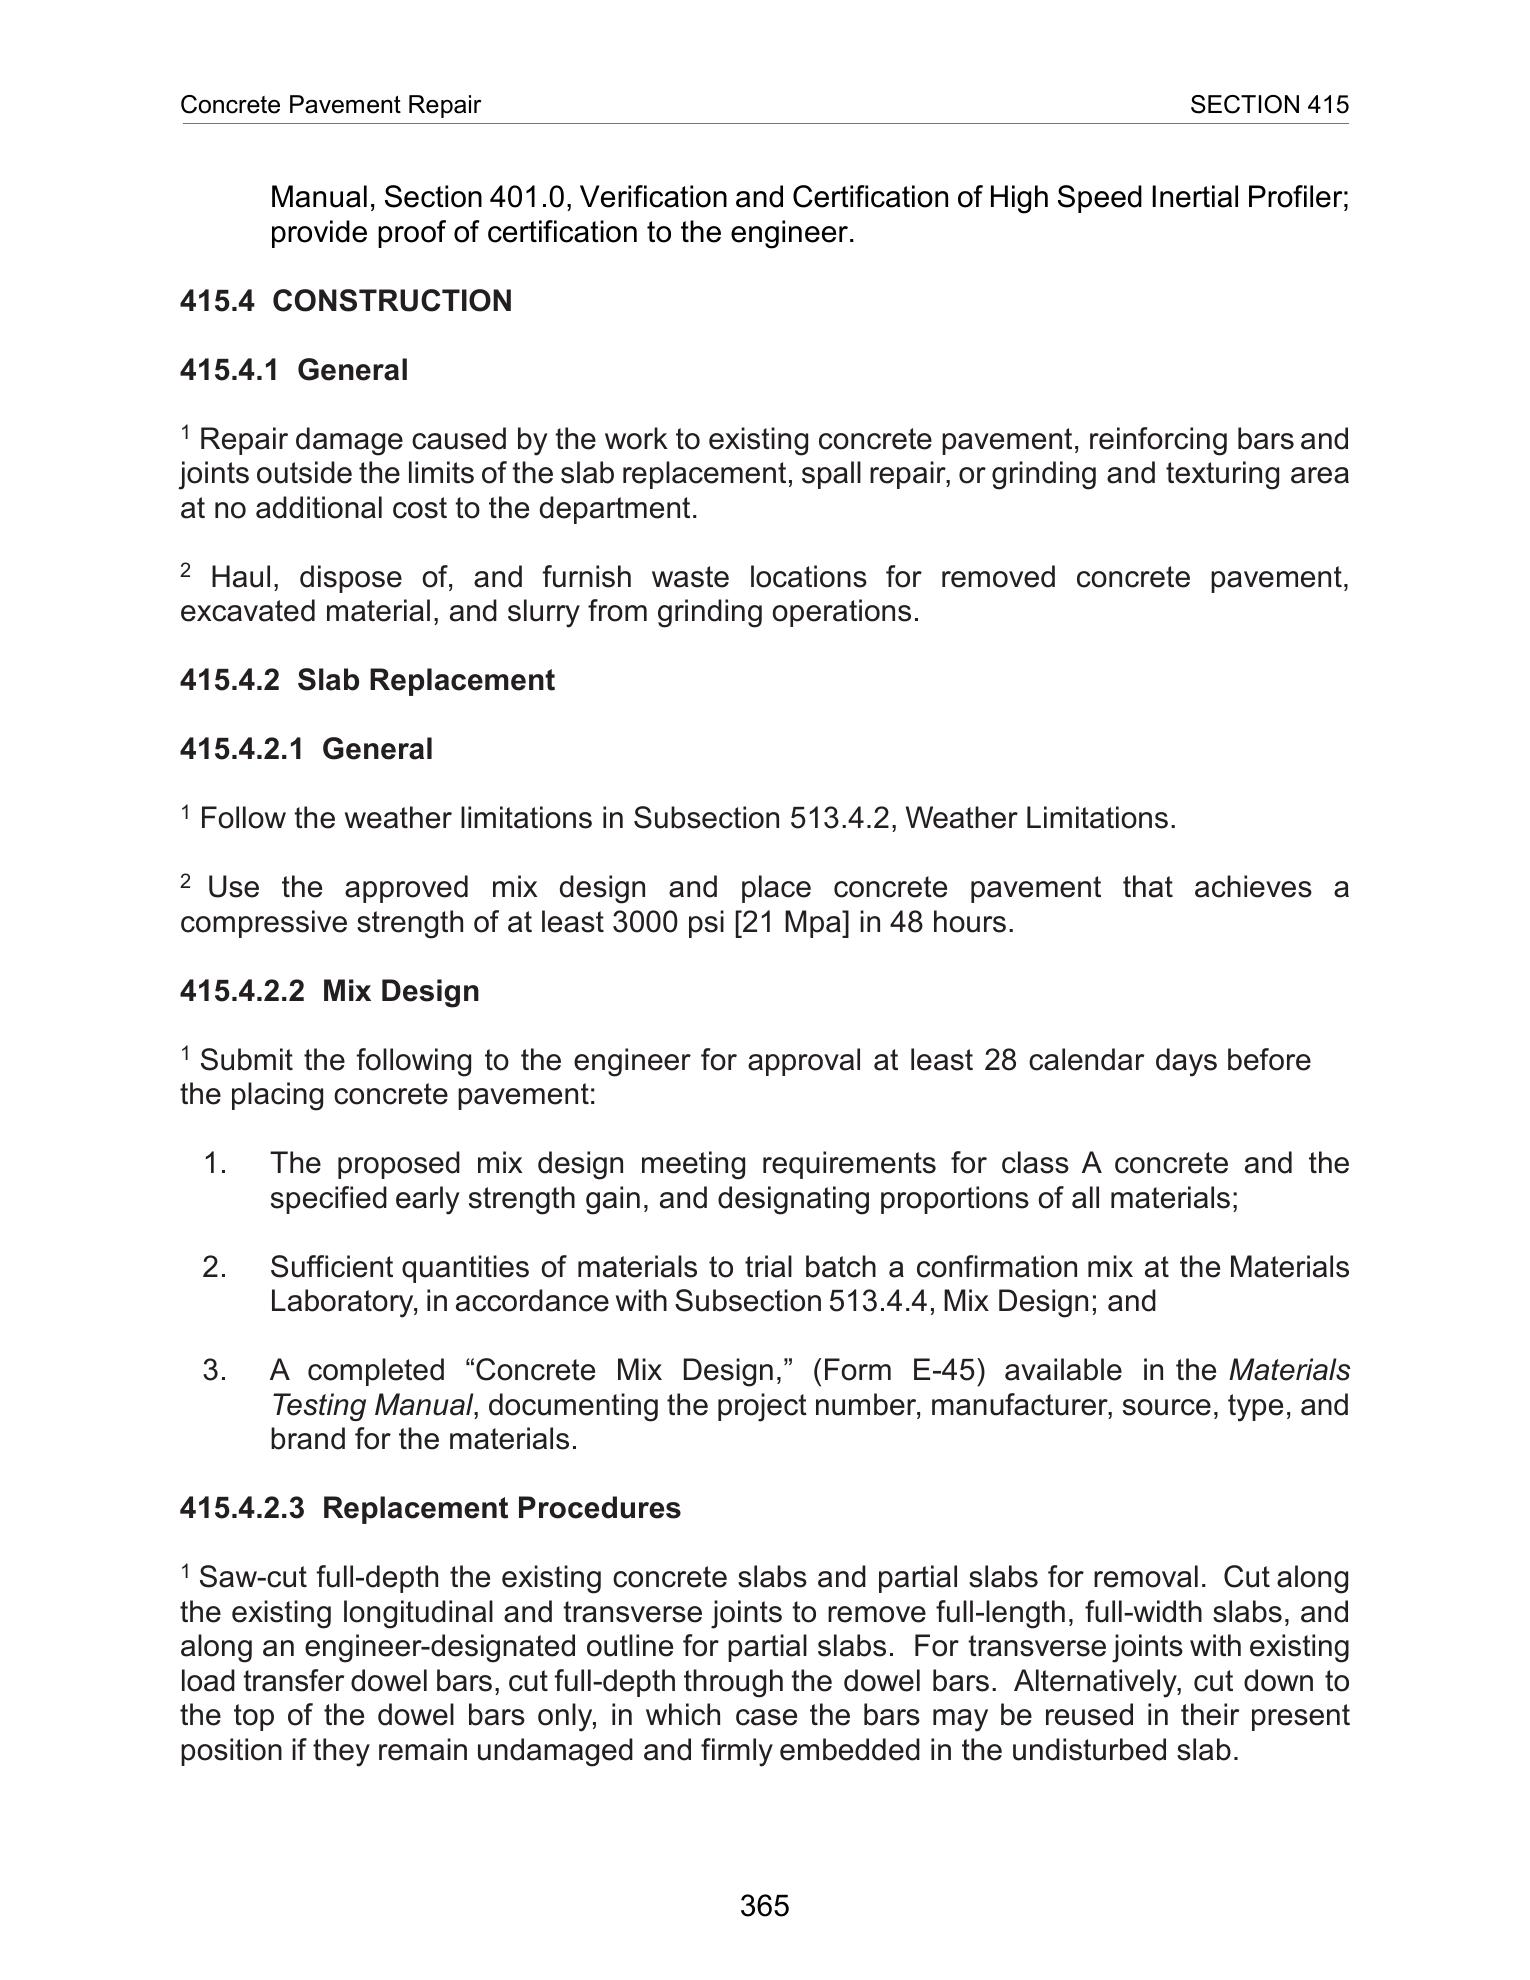 Concrete Pavement Repair SECTION 415
Manual, Section 401.0, Verification and Certification of High Speed Inertial Profiler;
provide proof of certification to the engineer.
415.4 CONSTRUCTION
415.4.1 General
1 Repair damage caused by the work to existing concrete pavement, reinforcing bars and
joints outside the limits of the slab replacement, spall repair, or grinding and texturing area
at no additional cost to the department.
2 Haul, dispose of, and furnish waste locations for removed concrete pavement,
excavated material, and slurry from grinding operations.
415.4.2 Slab Replacement
415.4.2.1 General
1 Follow the weather limitations in Subsection 513.4.2, Weather Limitations.
2 Use the approved mix design and place concrete pavement that achieves a
compressive strength of at least 3000 psi [21 Mpa] in 48 hours.
415.4.2.2 Mix Design
1 Submit the following to the engineer for approval at least 28 calendar days before
the placing concrete pavement:
1. The proposed mix design meeting requirements for class A concrete and the
specified early strength gain, and designating proportions of all materials;
2. Sufficient quantities of materials to trial batch a confirmation mix at the Materials
Laboratory, in accordance with Subsection 513.4.4, Mix Design; and
3. A completed “Concrete Mix Design,” (Form E-45) available in the Materials
Testing Manual, documenting the project number, manufacturer, source, type, and
brand for the materials.
415.4.2.3 Replacement Procedures
1 Saw-cut full-depth the existing concrete slabs and partial slabs for removal. Cut along
the existing longitudinal and transverse joints to remove full-length, full-width slabs, and
along an engineer-designated outline for partial slabs. For transverse joints with existing
load transfer dowel bars, cut full-depth through the dowel bars. Alternatively, cut down to
the top of the dowel bars only, in which case the bars may be reused in their present
position if they remain undamaged and firmly embedded in the undisturbed slab.
365